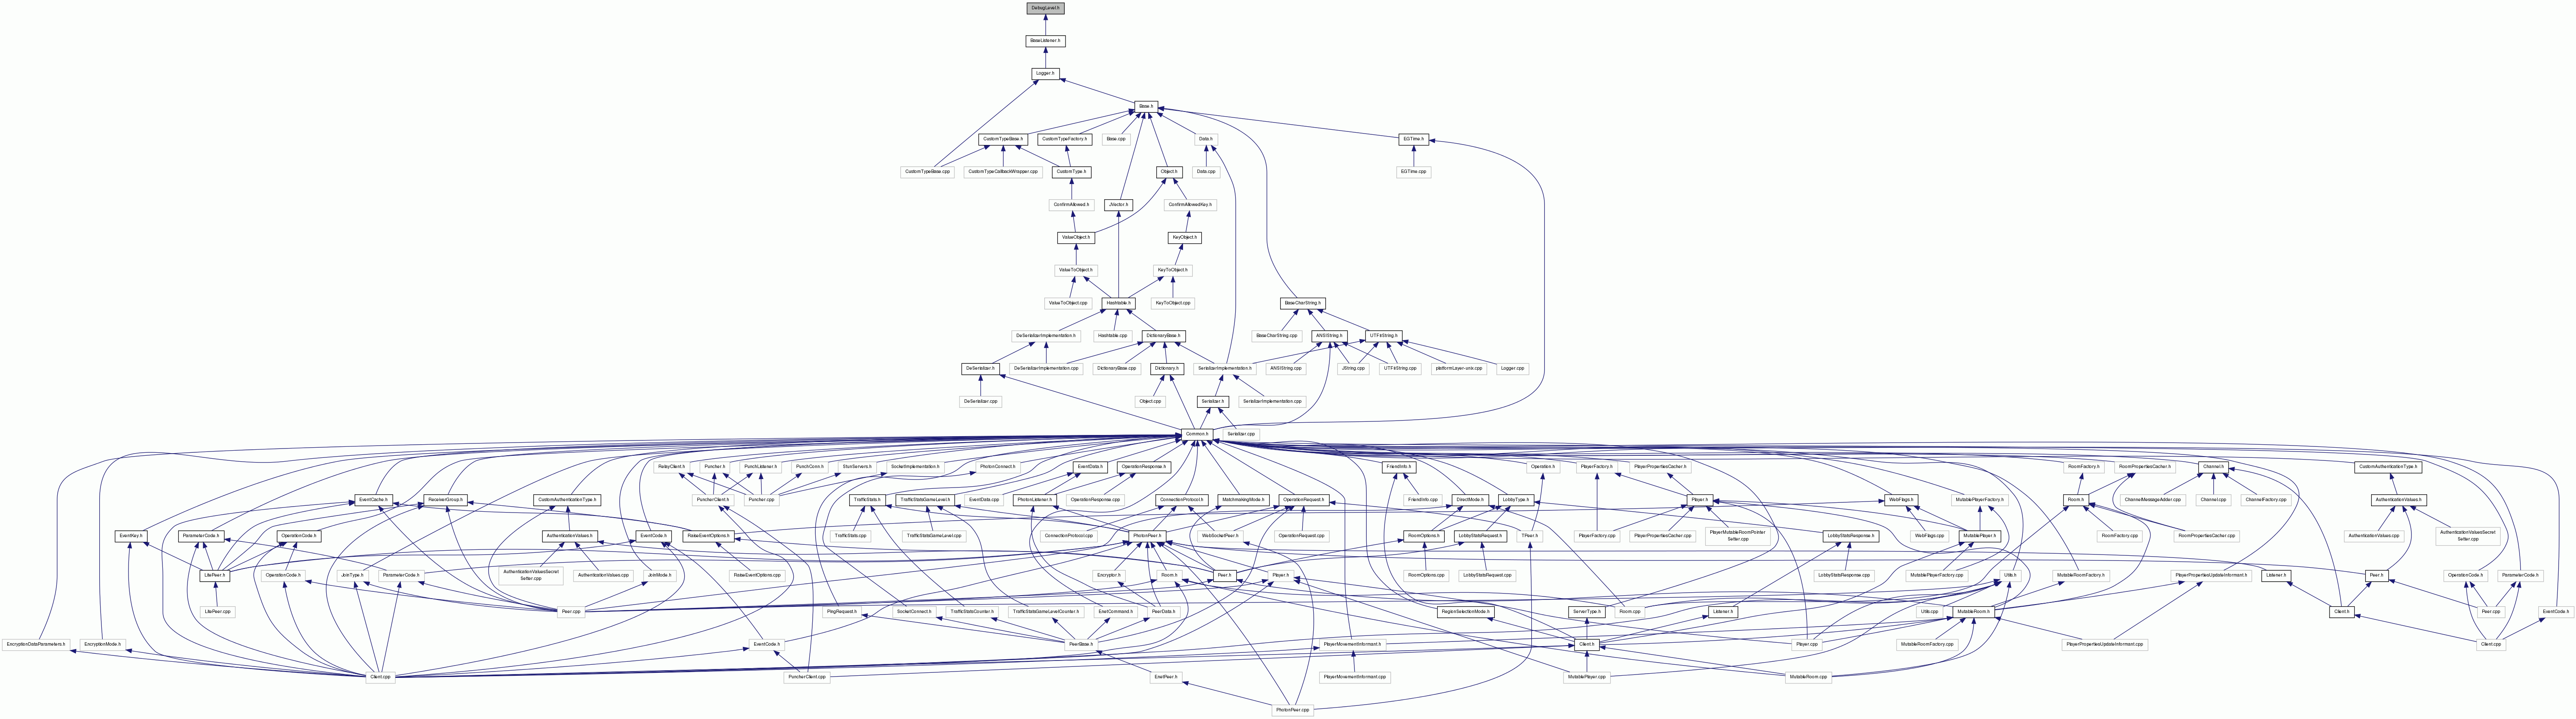 DebugLevel.h
BaseListener.h
Logger.h
Base.h
CustomTypeBase.h
CustomTypeFactory.h
Base.cpp
Data.h
EGTime.h
CustomTypeBase.cpp
CustomTypeCallbackWrapper.cpp
CustomType.h
Object.h
Data.cpp
EGTime.cpp
ConfirmAllowed.h
JVector.h
ConfirmAllowedKey.h
ValueObject.h
KeyObject.h
ValueToObject.h
KeyToObject.h
ValueToObject.cpp
Hashtable.h
KeyToObject.cpp
BaseCharString.h
DeSerializerImplementation.h
Hashtable.cpp
DictionaryBase.h
BaseCharString.cpp
ANSIString.h
UTF8String.h
DeSerializer.h
DeSerializerImplementation.cpp
DictionaryBase.cpp
Dictionary.h
SerializerImplementation.h
ANSIString.cpp
JString.cpp
UTF8String.cpp
platformLayer-unix.cpp
Logger.cpp
DeSerializer.cpp
Object.cpp
Serializer.h
SerializerImplementation.cpp
Common.h
Serializer.cpp
RelayClient.h
Puncher.h
PunchListener.h
PunchConn.h
StunServers.h
SocketImplementation.h
PhotonConnect.h
EventData.h
OperationResponse.h
FriendInfo.h
Operation.h
PlayerFactory.h
PlayerPropertiesCacher.h
RoomFactory.h
RoomPropertiesCacher.h
Channel.h
CustomAuthenticationType.h
EventCache.h
ReceiverGroup.h
CustomAuthenticationType.h
PuncherClient.h
Puncher.cpp
TrafficStats.h
TrafficStatsGameLevel.h
EventData.cpp
PhotonListener.h
OperationResponse.cpp
ConnectionProtocol.h
MatchmakingMode.h
OperationRequest.h
FriendInfo.cpp
DirectMode.h
LobbyType.h
Player.h
WebFlags.h
MutablePlayerFactory.h
Room.h
ChannelMessageAdder.cpp
Channel.cpp
ChannelFactory.cpp
AuthenticationValues.h
EventKey.h
ParameterCode.h
OperationCode.h
AuthenticationValues.h
EventCode.h
RaiseEventOptions.h
TrafficStats.cpp
TrafficStatsGameLevel.cpp
ConnectionProtocol.cpp
PhotonPeer.h
WebSocketPeer.h
OperationRequest.cpp
RoomOptions.h
LobbyStatsRequest.h
TPeer.h
PlayerFactory.cpp
PlayerPropertiesCacher.cpp
PlayerMutableRoomPointer
Setter.cpp
LobbyStatsResponse.h
WebFlags.cpp
MutablePlayer.h
RoomFactory.cpp
RoomPropertiesCacher.cpp
AuthenticationValues.cpp
AuthenticationValuesSecret
Setter.cpp
LitePeer.h
OperationCode.h
JoinType.h
ParameterCode.h
AuthenticationValuesSecret
Setter.cpp
AuthenticationValues.cpp
JoinMode.h
RaiseEventOptions.cpp
Encryptor.h
Room.h
Peer.h
Player.h
RoomOptions.cpp
LobbyStatsRequest.cpp
LobbyStatsResponse.cpp
MutablePlayerFactory.cpp
Utils.h
MutableRoomFactory.h
PlayerPropertiesUpdateInformant.h
Listener.h
Peer.h
OperationCode.h
ParameterCode.h
LitePeer.cpp
Peer.cpp
PingRequest.h
SocketConnect.h
TrafficStatsCounter.h
TrafficStatsGameLevelCounter.h
EnetCommand.h
PeerData.h
RegionSelectionMode.h
ServerType.h
Room.cpp
Listener.h
Utils.cpp
MutableRoom.h
Client.h
Peer.cpp
EventCode.h
EncryptionDataParameters.h
EncryptionMode.h
EventCode.h
PeerBase.h
PlayerMovementInformant.h
Client.h
Player.cpp
MutableRoomFactory.cpp
PlayerPropertiesUpdateInformant.cpp
Client.cpp
Client.cpp
PuncherClient.cpp
EnetPeer.h
PlayerMovementInformant.cpp
MutablePlayer.cpp
MutableRoom.cpp
PhotonPeer.cpp